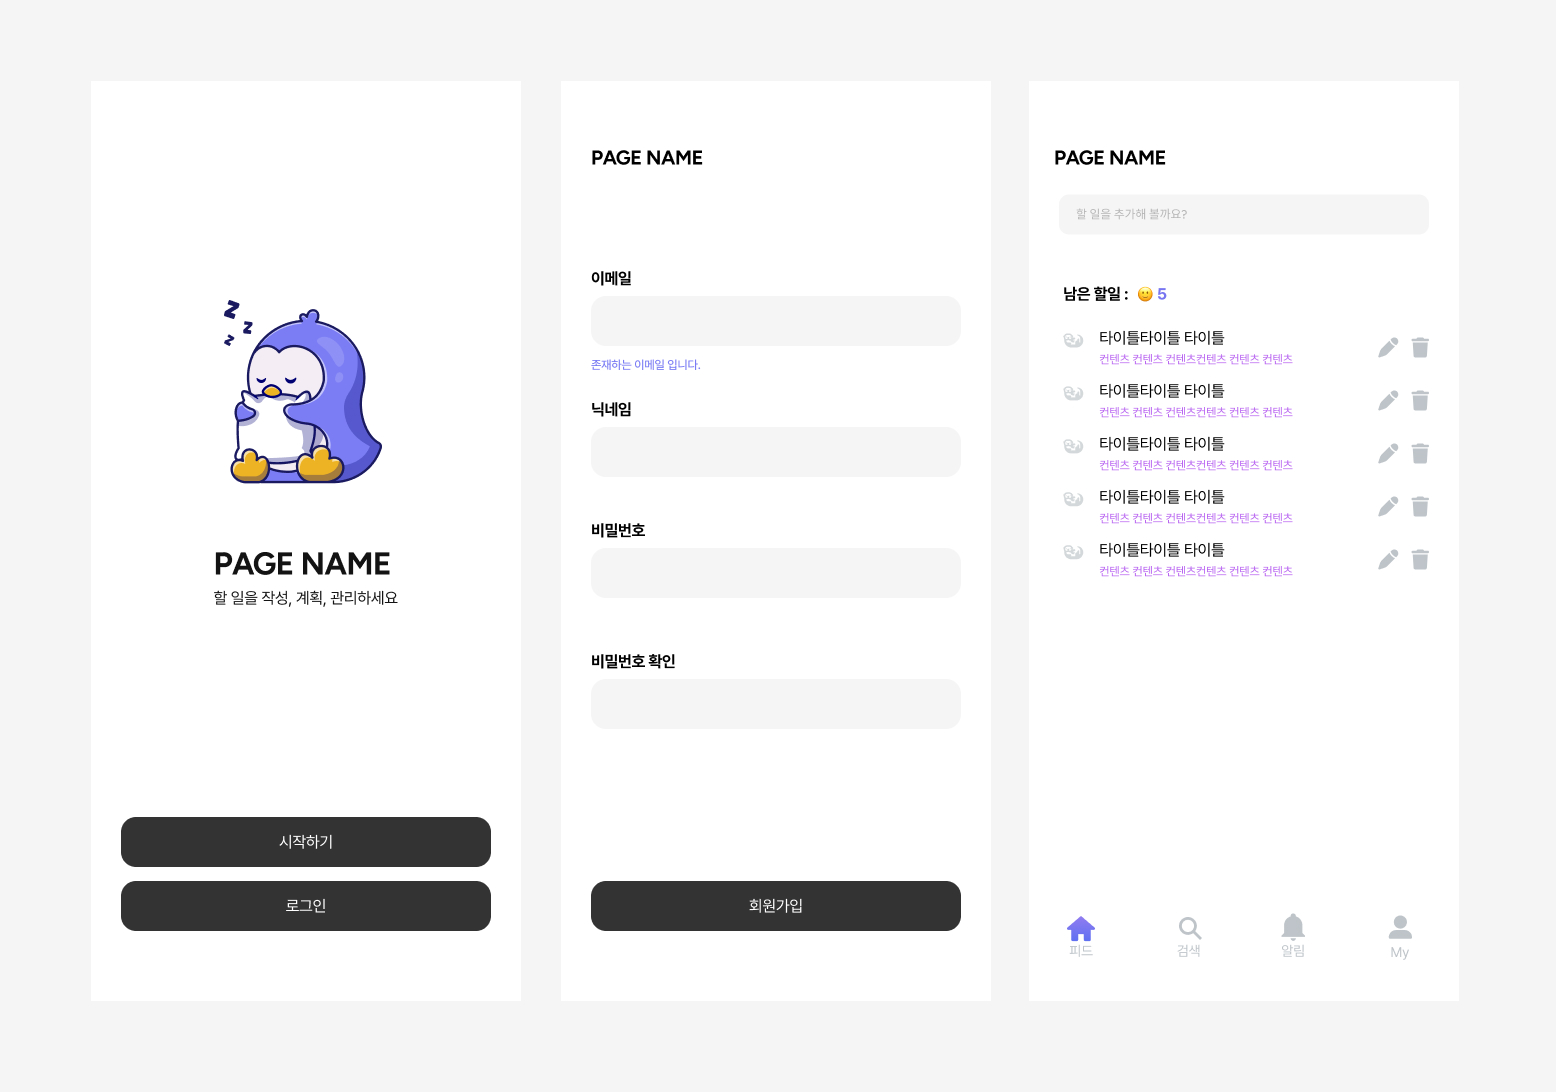 z
z
z
PAGE NAME
할 일을 작성, 계획, 관리하세요
시작하기
로그인
PAGE NAME
이메일
존재하는 이메일 입니다.
닉네임
비밀번호
비밀번호 확인
회원가입
PAGE NAME
할 일을 추가해 볼까요?
남은 할일 : 🙂 5
타이틀타이틀 타이틀
컨텐츠 컨텐츠 컨텐츠컨텐츠 컨텐츠 컨텐츠
타이틀타이틀 타이틀
컨텐츠 컨텐츠 컨텐츠컨텐츠 컨텐츠 컨텐츠
타이틀타이틀 타이틀
컨텐츠 컨텐츠 컨텐츠컨텐츠 컨텐츠 컨텐츠
타이틀타이틀 타이틀
컨텐츠 컨텐츠 컨텐츠컨텐츠 컨텐츠 컨텐츠
타이틀타이틀 타이틀
컨텐츠 컨텐츠 컨텐츠컨텐츠 컨텐츠 컨텐츠
피드
검색
알림
My